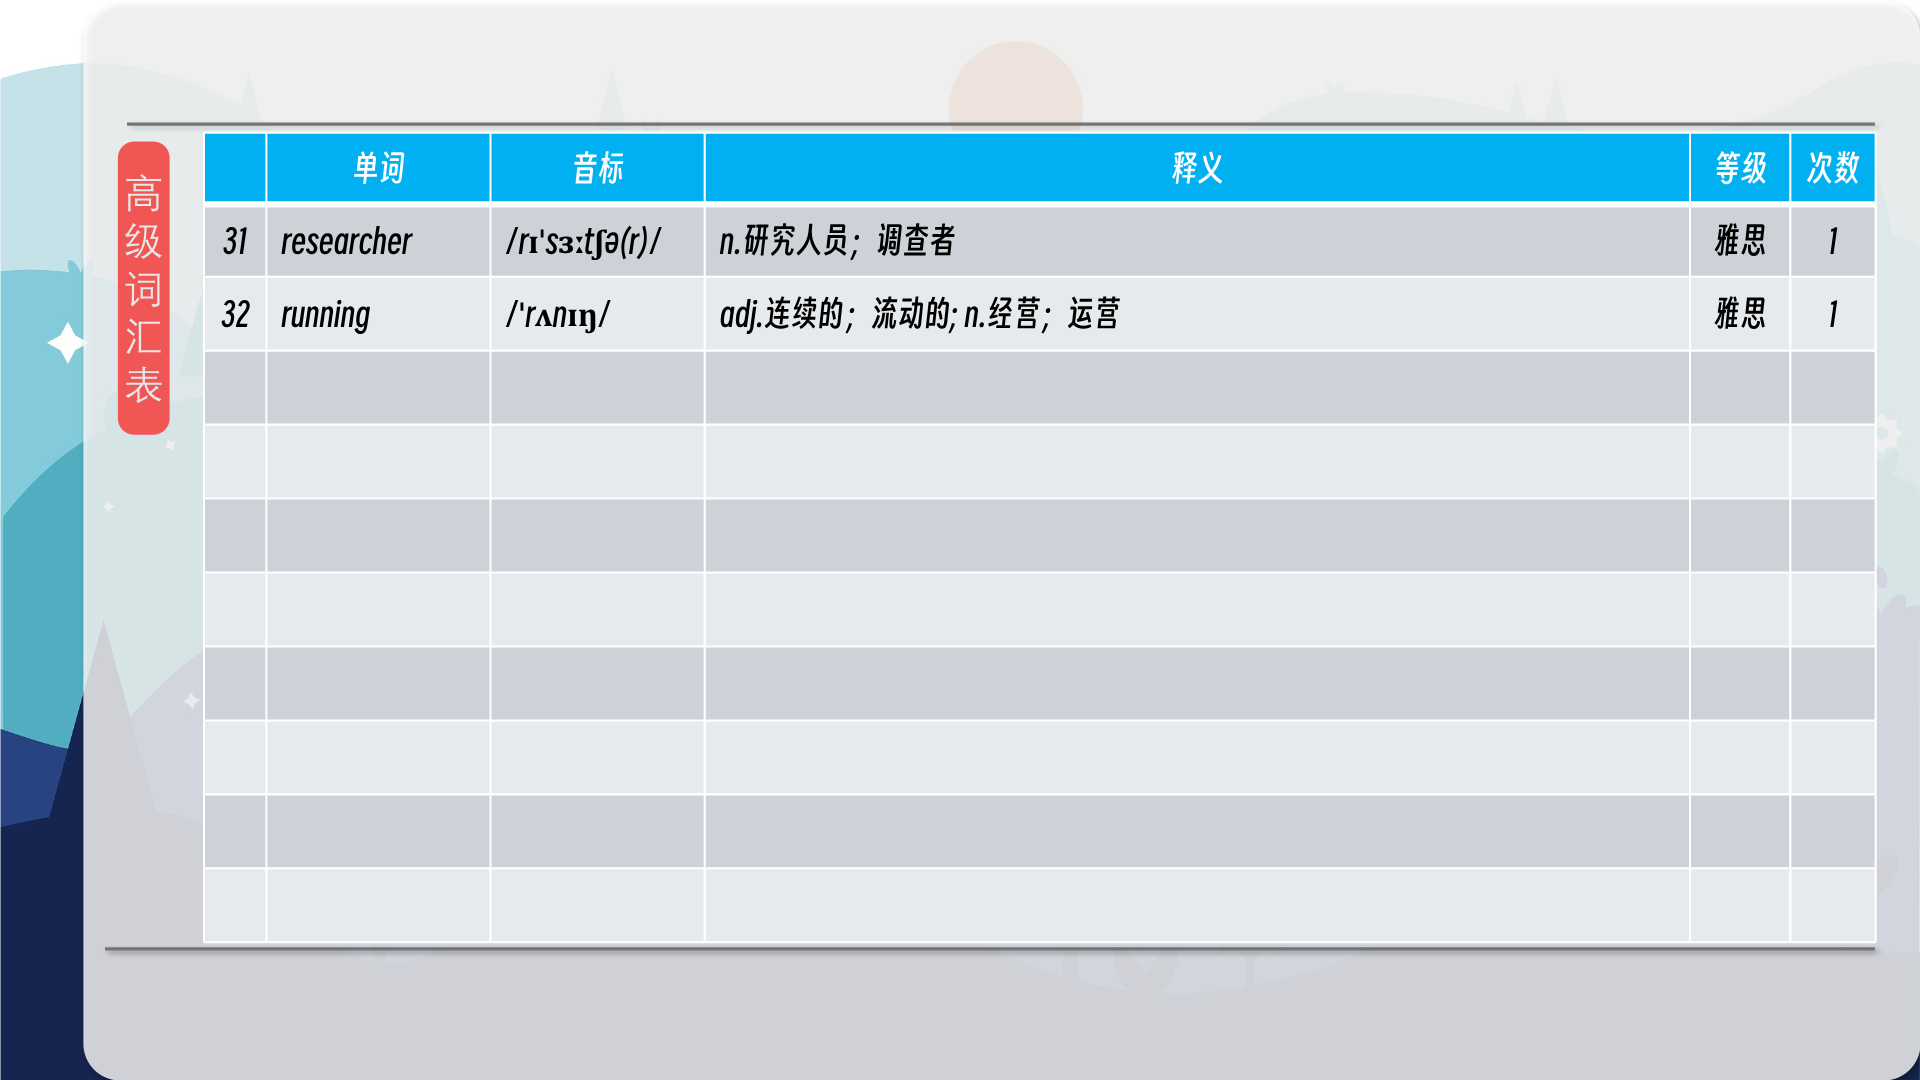 高级词汇表
单词 音标 释义 等级 次数
31 researcher /rɪˈsɜːtʃə(r)/ n.研究人员；调查者 雅思 1
32 running /ˈrʌnɪŋ/ adj.连续的；流动的; n.经营；运营 雅思 1